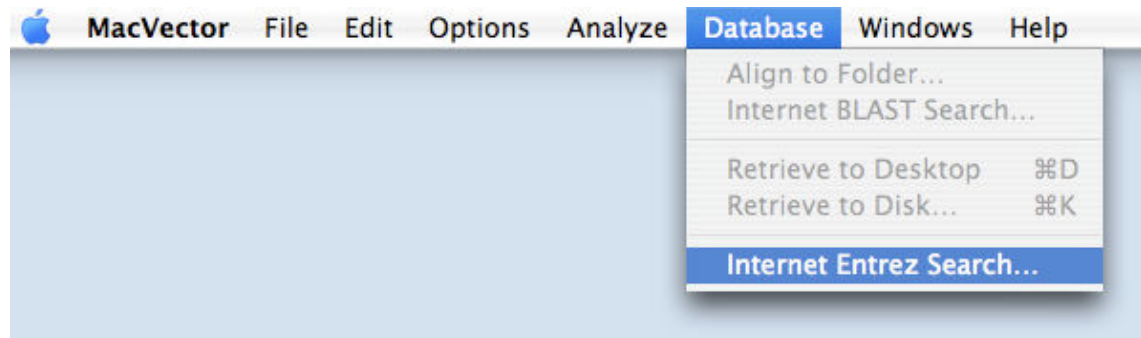 MacVector File Edit Options Analyze Database Windows Help
Align to Folder...
Internet BLAST Search...
Retrieve to Desktop ⌘D
Retrieve to Disk... ⌘K
Internet Entrez Search...